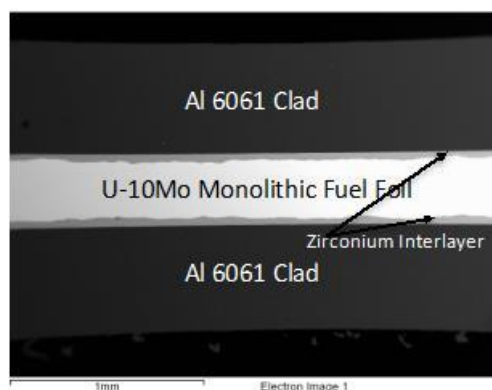 Al 6061 Clad
U-10Mo Monolithic Fuel Foil
Zirconium Interlayer
Al 6061 Clad
1mm
Electron Image 1